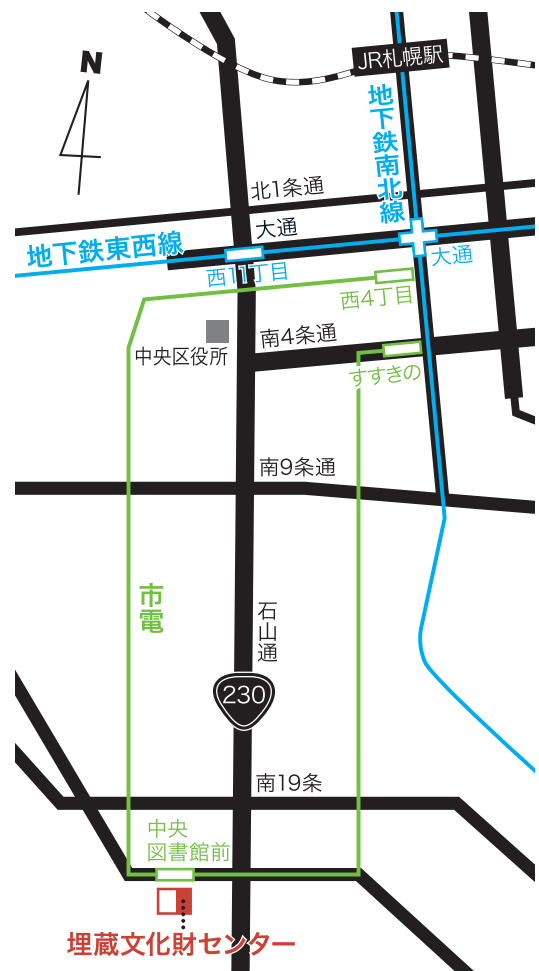 JR札幌駅
N
地下鉄南北線
北1条通
大通
地下鉄東西線
大通
西11丁目
西4丁目
南4条通
中央区役所
すすきの
南9条通
市電
石山通
230
南19条
中央
図書館前
埋蔵文化財センター